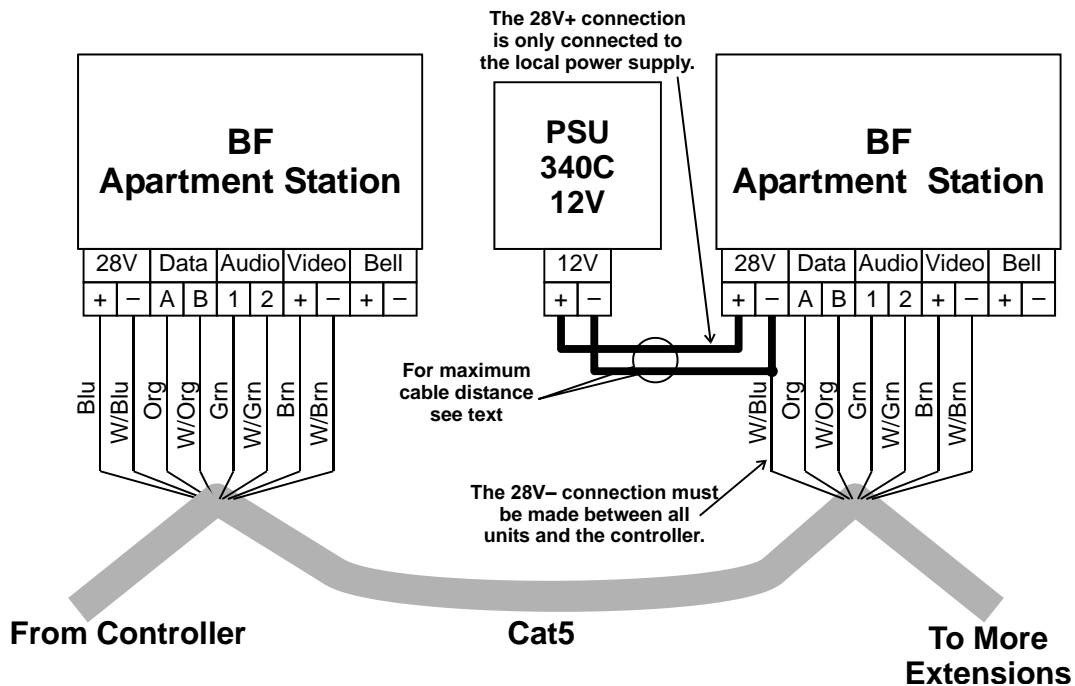 The 28V+ connection
is only connected to
the local power supply.
BF
Apartment Station
28V Data Audio Video Bell
+ – A B 1 2 + – + –
PSU
340C
12V
12V
+ –
BF
Apartment Station
28V Data Audio Video Bell
+ – A B 1 2 + – + –
Blu
W/Blu
Org
W/Org
Grn
W/Grn
Brn
W/Brn
For maximum
cable distance
see text
W/Blu
Org
W/Org
Grn
W/Grn
Brn
W/Brn
The 28V– connection must
be made between all
units and the controller.
From Controller
Cat5
To More
Extensions